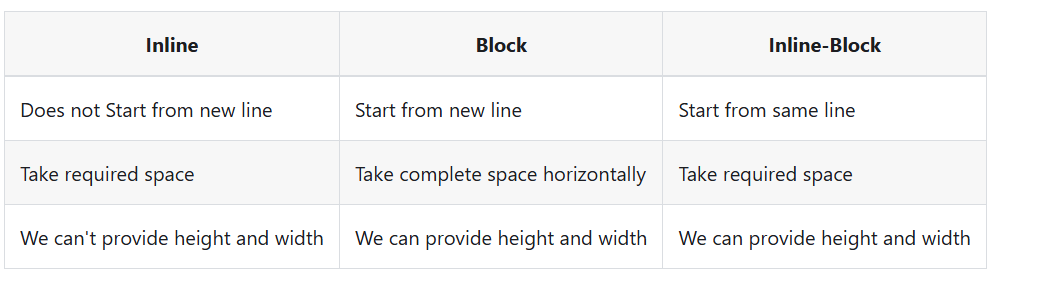 Inline Block Inline-Block
Does not Start from new line Start from new line Start from same line
Take required space Take complete space horizontally Take required space
We can't provide height and width We can provide height and width We can provide height and width